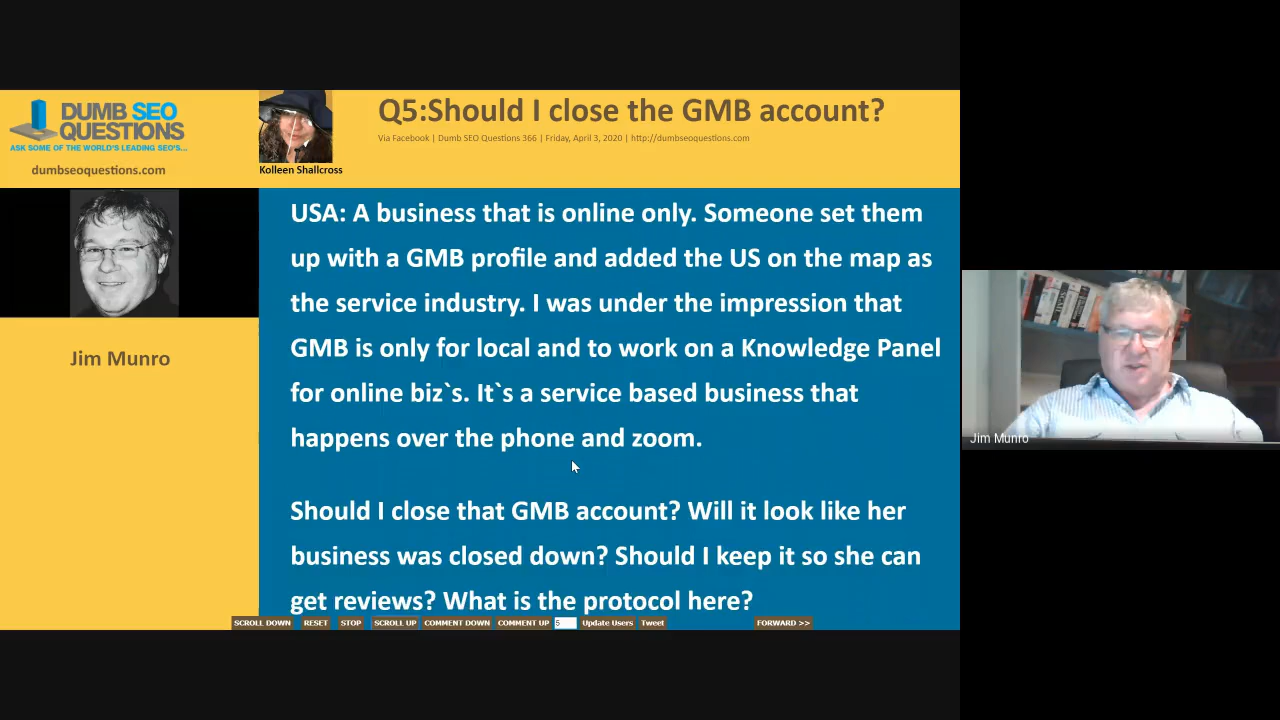 DUMB SEO
QUESTIONS
ASK SOME OF THE WORLD'S LEADING SEO'S...
dumbseoquestions.com
Kolleen Shallcross
Q5:Should I close the GMB account?
Via Facebook | Dumb SEO Questions 366 | Friday, April 3, 2020 | http://dumbseoquestions.com
Jim Munro
USA: A business that is online only. Someone set them
up with a GMB profile and added the US on the map as
the service industry. I was under the impression that
GMB is only for local and to work on a Knowledge Panel
for online biz`s. It`s a service based business that
happens over the phone and zoom.
Should I close that GMB account? Will it look like her
business was closed down? Should I keep it so she can
get reviews? What is the protocol here?
SCROLL DOWN RESET STOP SCROLL UP COMMENT DOWN COMMENT UP 5 Update Users Tweet FORWARD >>
Jim Munro